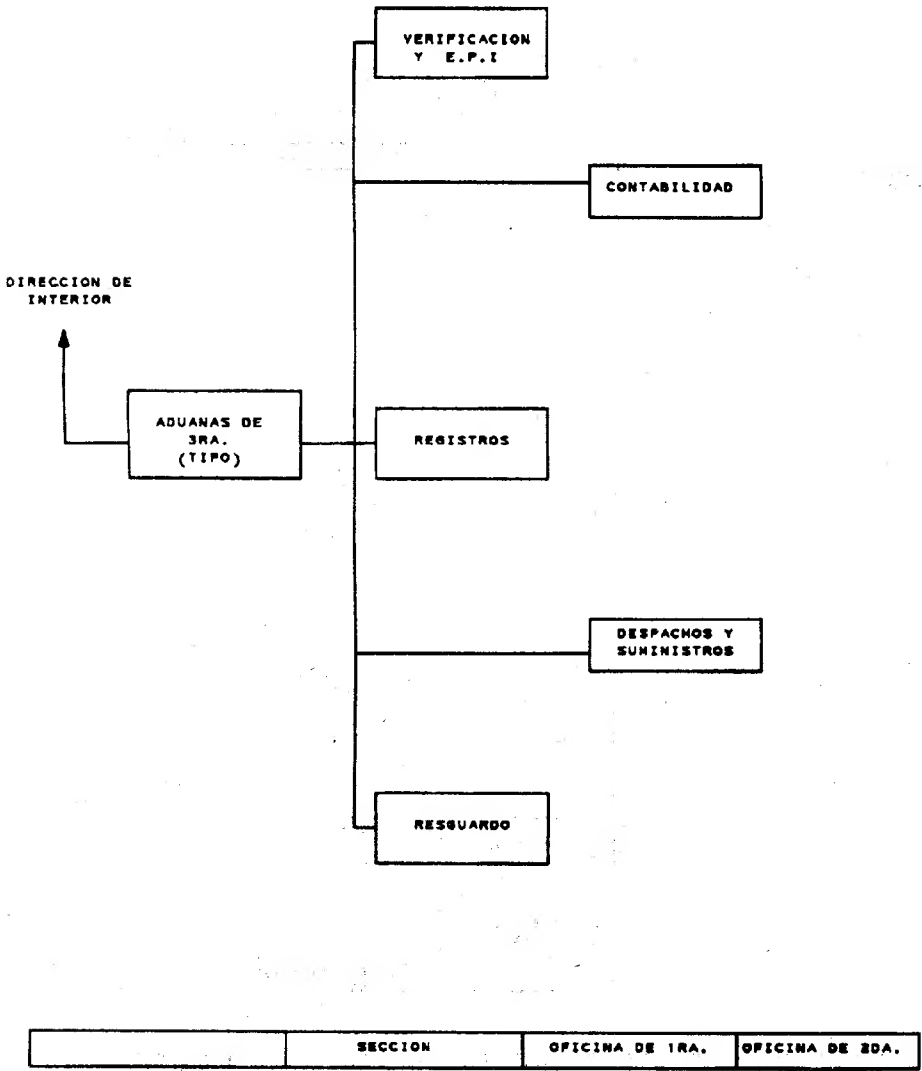 VERIFICACION
Y E.P.I
CONTABILIDAD
DIRECCION DE
INTERIOR
ADUANAS DE
3RA.
(TIPO)
REGISTROS
DESPACHOS Y
SUMINISTROS
RESGUARDO
SECCION
OFICINA DE 1RA.
OFICINA DE 2DA.